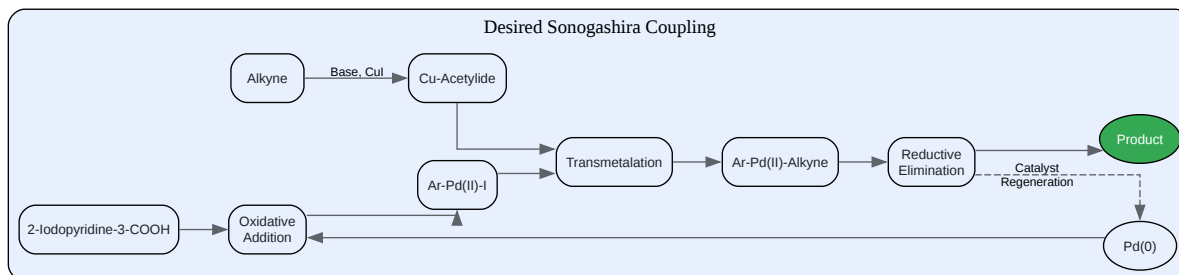 Desired Sonogashira Coupling
Alkyne
Base, CuI
Cu-Acetylide
Transmetalation
Ar-Pd(II)-Alkyne
Reductive
Elimination
Product
Catalyst
Regeneration
Ar-Pd(II)-I
2-Iodopyridine-3-COOH
Oxidative
Addition
Pd(0)